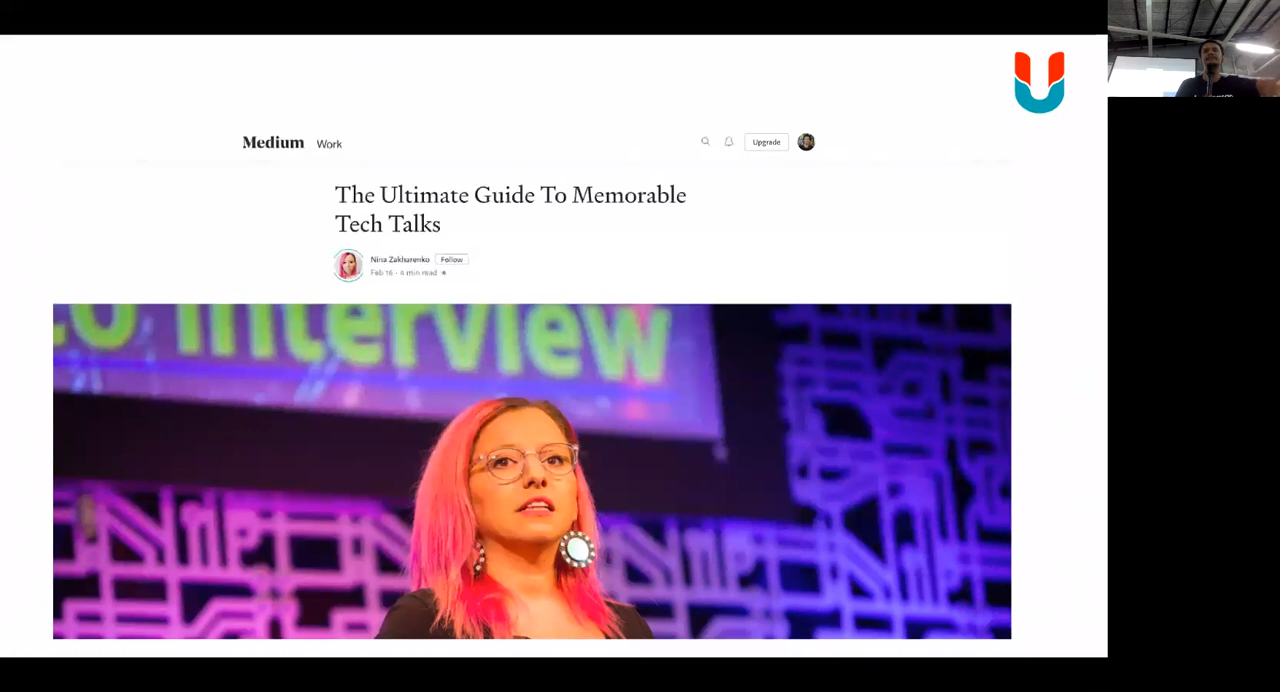 Medium Work
Upgrade
The Ultimate Guide To Memorable
Tech Talks
Nina Zakharenko Follow
Feb 16 · 4 min read
to Interview